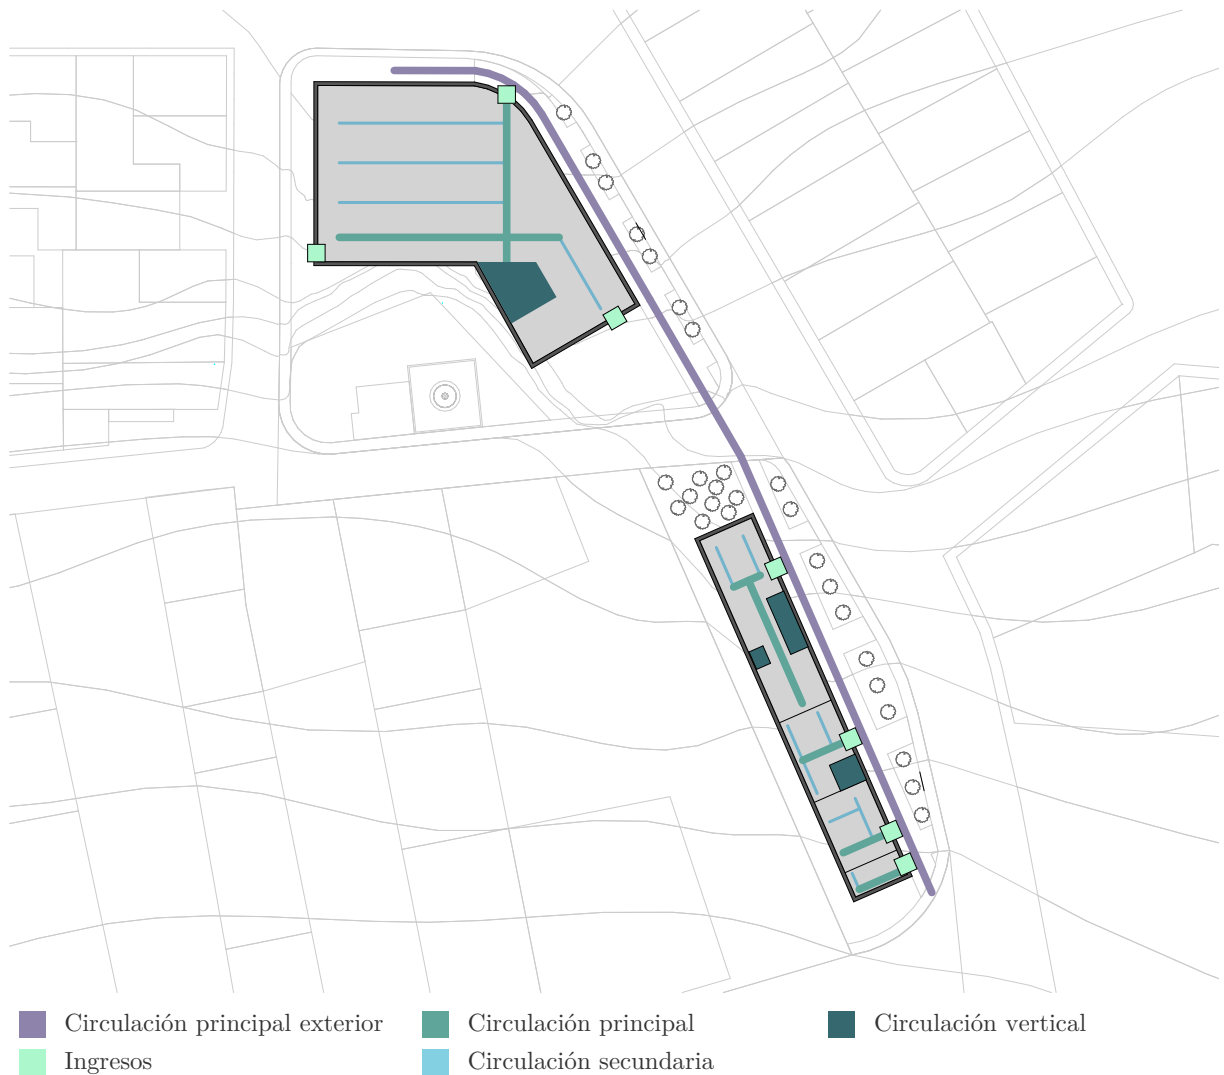 Circulación principal exterior
Circulación principal
Circulación vertical
Ingresos
Circulación secundaria